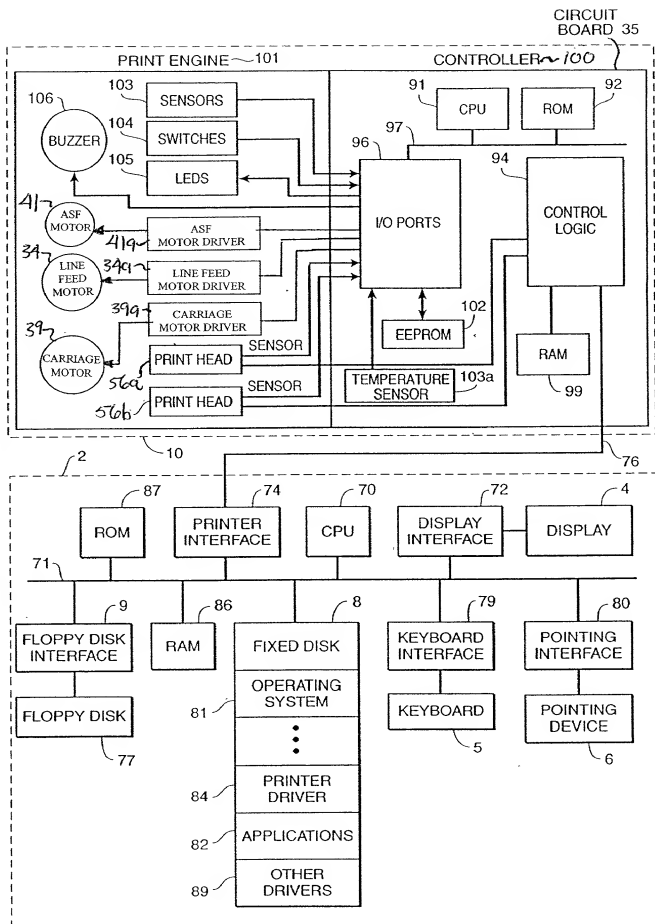 CIRCUIT
BOARD 35
PRINT ENGINE 101
CONTROLLER 100
106
BUZZER
103
SENSORS
104
SWITCHES
105
LEDS
41
ASF
MOTOR
41a
ASF
MOTOR DRIVER
34
LINE
FEED
MOTOR
34a
LINE FEED
MOTOR DRIVER
39
CARRIAGE
MOTOR
39a
CARRIAGE
MOTOR DRIVER
56a
PRINT HEAD
SENSOR
56b
PRINT HEAD
SENSOR
96
I/O PORTS
97
91
CPU
92
ROM
94
CONTROL
LOGIC
102
EEPROM
103a
TEMPERATURE
SENSOR
RAM
99
10
76
2
87
ROM
74
PRINTER
INTERFACE
70
CPU
72
DISPLAY
INTERFACE
4
DISPLAY
71
9
FLOPPY DISK
INTERFACE
FLOPPY DISK
77
86
RAM
8
FIXED DISK
81
OPERATING
SYSTEM
84
PRINTER
DRIVER
82
APPLICATIONS
89
OTHER
DRIVERS
79
KEYBOARD
INTERFACE
KEYBOARD
5
80
POINTING
INTERFACE
POINTING
DEVICE
6